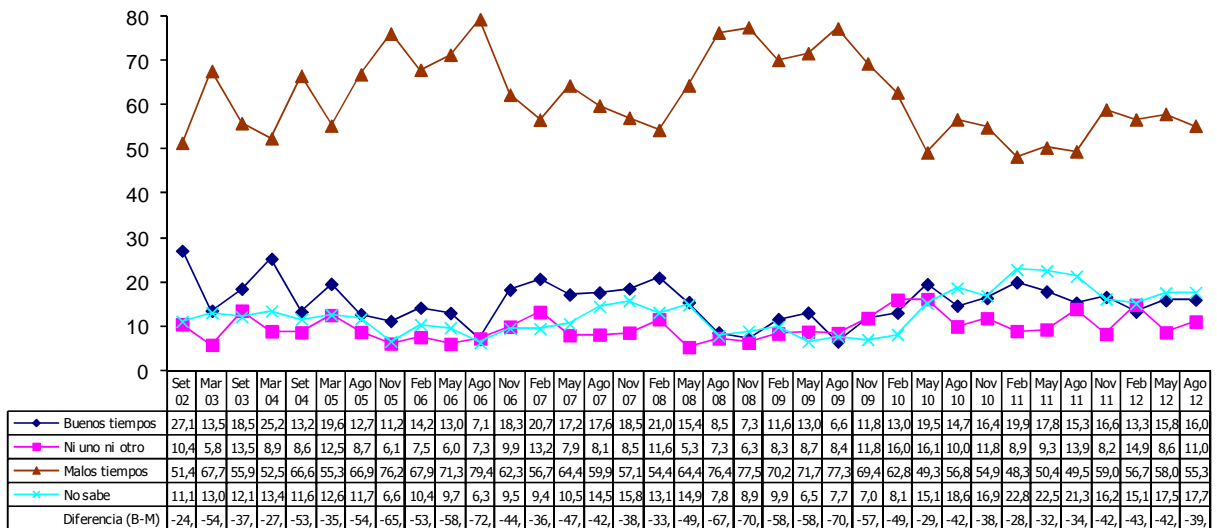 80
70
60
50
40
30
20
10
0
Set 02 Mar 03 Set 03 Mar 04 Set 04 Mar 05 Ago 05 Nov 05 Feb 06 May 06 Ago 06 Nov 06 Feb 07 May 07 Ago 07 Nov 07 Feb 08 May 08 Ago 08 Nov 08 Feb 09 May 09 Ago 09 Nov 09 Feb 10 May 10 Ago 10 Nov 10 Feb 11 May 11 Ago 11 Nov 11 Feb 12 May 12 Ago 12
Buenos tiempos 27,1 13,5 18,5 25,2 13,2 19,6 12,7 11,2 14,2 13,0 7,1 18,3 20,7 17,2 17,6 18,5 21,0 15,4 8,5 7,3 11,6 13,0 6,6 11,8 13,0 19,5 14,7 16,4 19,9 17,8 15,3 16,6 13,3 15,8 16,0
Ni uno ni otro 10,4 5,8 13,5 8,9 8,6 12,5 8,7 6,1 7,5 6,0 7,3 9,9 13,2 7,9 8,1 8,5 11,6 5,3 7,3 6,3 8,3 8,7 8,4 11,8 16,0 16,1 10,0 11,8 8,9 9,3 13,9 8,2 14,9 8,6 11,0
Malos tiempos 51,4 67,7 55,9 52,5 66,6 55,3 66,9 76,2 67,9 71,3 79,4 62,3 56,7 64,4 59,9 57,1 54,4 64,4 76,4 77,5 70,2 71,7 77,3 69,4 62,8 49,3 56,8 54,9 48,3 50,4 49,5 59,0 56,7 58,0 55,3
No sabe 11,1 13,0 12,1 13,4 11,6 12,6 11,7 6,6 10,4 9,7 6,3 9,5 9,4 10,5 14,5 15,8 13,1 14,9 7,8 8,9 9,9 6,5 7,7 7,0 8,1 15,1 18,6 16,9 22,8 22,5 21,3 16,2 15,1 17,5 17,7
Diferencia (B-M) -24, -54, -37, -27, -53, -35, -54, -65, -53, -58, -72, -44, -36, -47, -42, -38, -33, -49, -67, -70, -58, -58, -70, -57, -49, -29, -42, -38, -28, -32, -34, -42, -43, -42, -39,